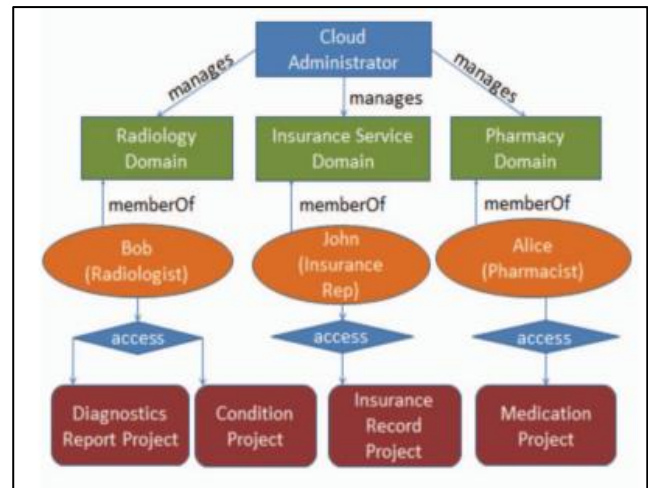 Cloud
Administrator
manages
manages
manages
Radiology
Domain
Insurance Service
Domain
Pharmacy
Domain
memberOf
memberOf
memberOf
Bob
(Radiologist)
John
(Insurance
Rep)
Alice
(Pharmacist)
access
access
access
Diagnostics
Report Project
Condition
Project
Insurance
Record
Project
Medication
Project